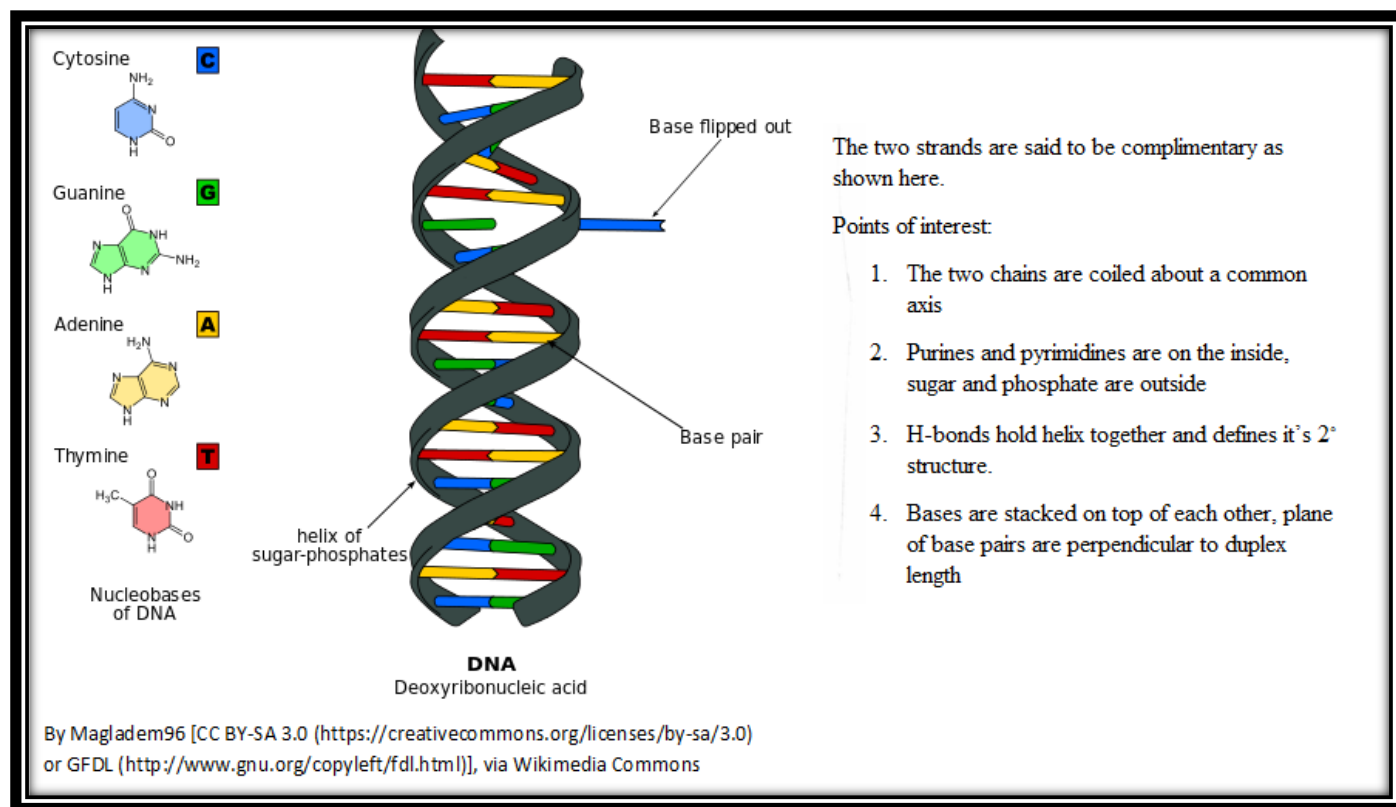 Cytosine
C
NH₂
N
N
H
O
Guanine
G
O
N
NH
N
H
N
NH₂
Adenine
A
H₂N
N
N
N
H
N
Thymine
T
O
H₃C
NH
N
H
O
Nucleobases
of DNA
Base flipped out
Base pair
helix of
sugar-phosphates
DNA
Deoxyribonucleic acid
The two strands are said to be complimentary as
shown here.
Points of interest:
1. The two chains are coiled about a common
axis
2. Purines and pyrimidines are on the inside,
sugar and phosphate are outside
3. H-bonds hold helix together and defines it's 2°
structure.
4. Bases are stacked on top of each other, plane
of base pairs are perpendicular to duplex
length
By Magladem96 [CC BY-SA 3.0 (https://creativecommons.org/licenses/by-sa/3.0)
or GFDL (http://www.gnu.org/copyleft/fdl.html)], via Wikimedia Commons